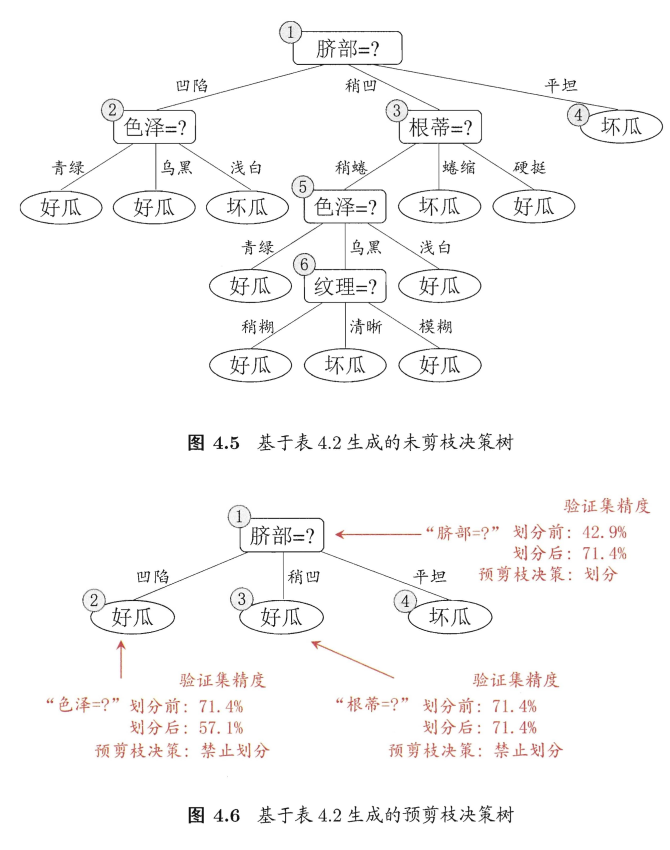 ① 脐部=?
凹陷 稍凹 平坦
② 色泽=? ③ 根蒂=? ④ 坏瓜
青绿 乌黑 浅白 稍蜷 蜷缩 硬挺
好瓜 好瓜 坏瓜 ⑤ 色泽=? 坏瓜 好瓜
青绿 乌黑 浅白
好瓜 ⑥ 纹理=? 好瓜
稍糊 清晰 模糊
好瓜 坏瓜 好瓜
图 4.5 基于表 4.2 生成的未剪枝决策树
验证集精度
① 脐部=? “脐部=?” 划分前: 42.9%
划分后: 71.4%
预剪枝决策: 划分
凹陷 稍凹 平坦
② 好瓜 ③ 好瓜 ④ 坏瓜
验证集精度 验证集精度
“色泽=?” 划分前: 71.4% “根蒂=?” 划分前: 71.4%
划分后: 57.1% 划分后: 71.4%
预剪枝决策: 禁止划分 预剪枝决策: 禁止划分
图 4.6 基于表 4.2 生成的预剪枝决策树